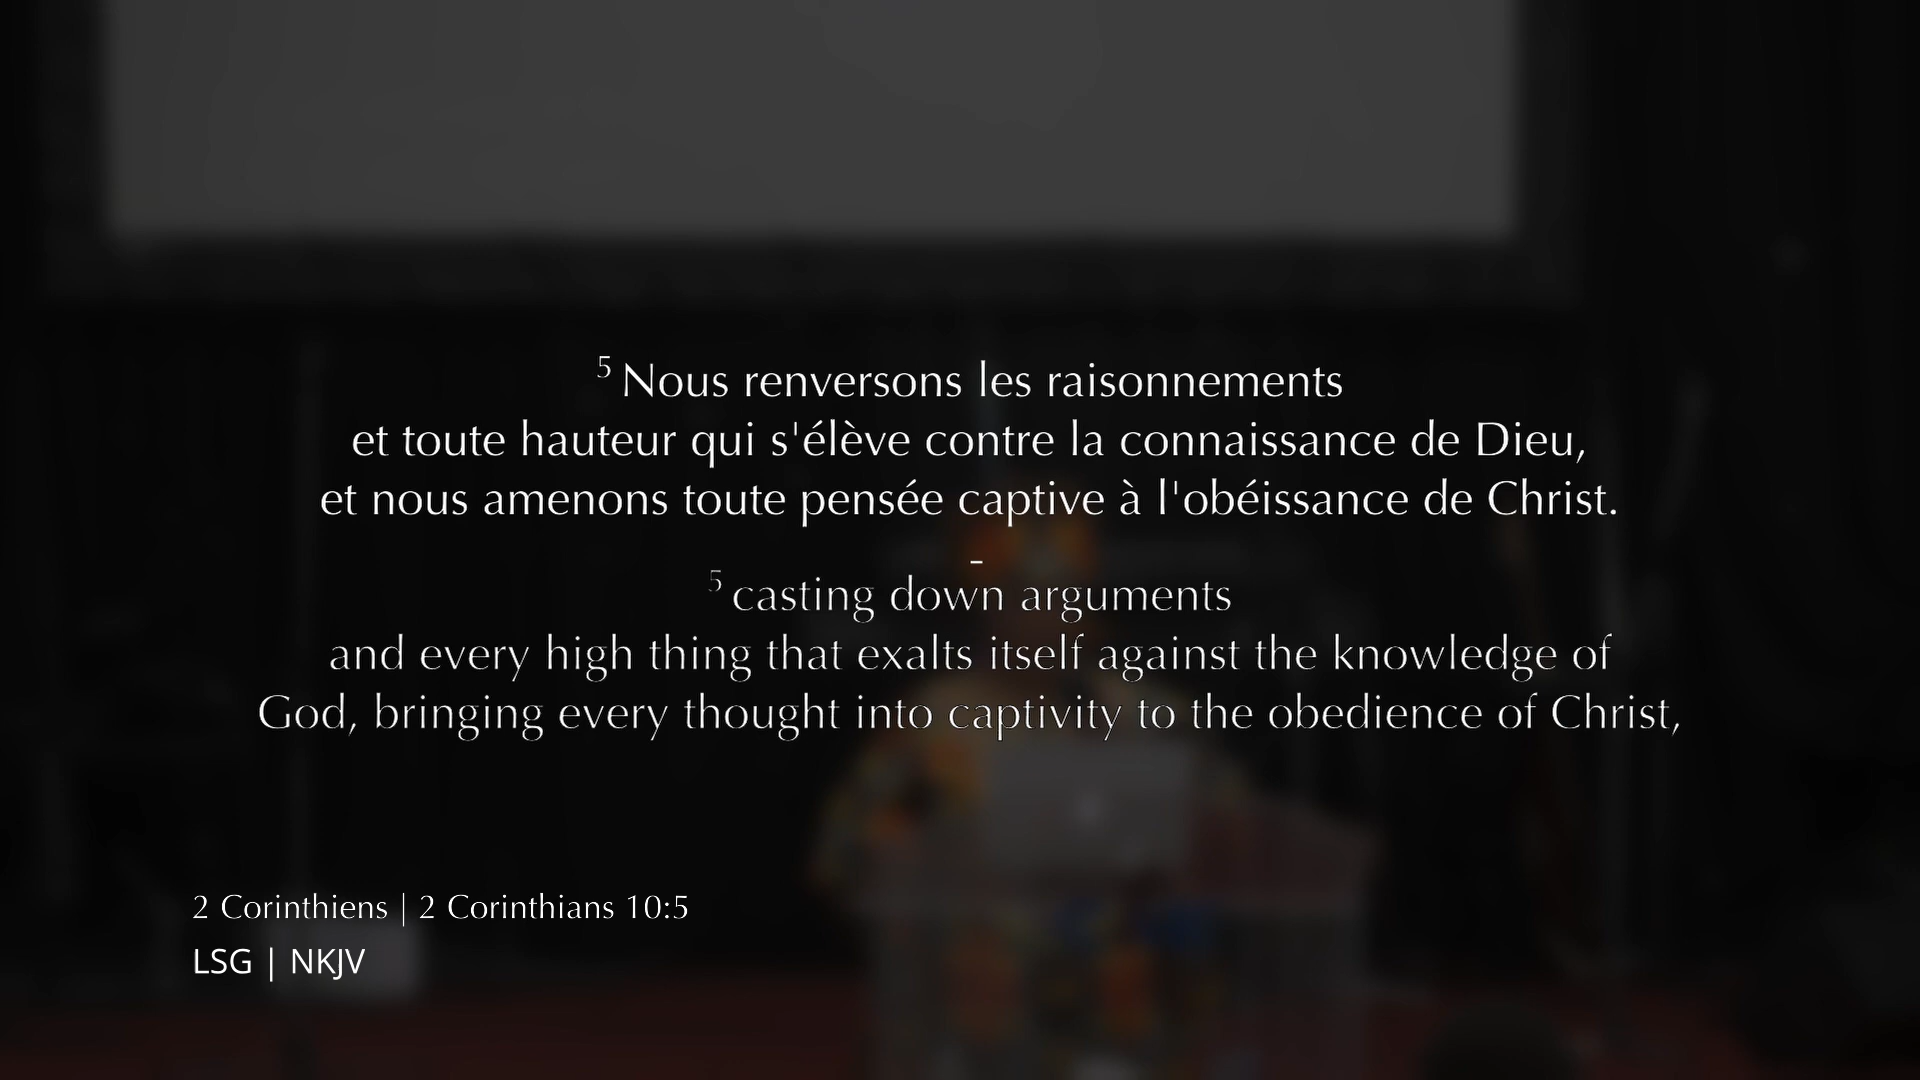 5 Nous renversons les raisonnements
et toute hauteur qui s'élève contre la connaissance de Dieu,
et nous amenons toute pensée captive à l'obéissance de Christ.
-
5 casting down arguments
and every high thing that exalts itself against the knowledge of
God, bringing every thought into captivity to the obedience of Christ,
2 Corinthiens | 2 Corinthians 10:5
LSG | NKJV